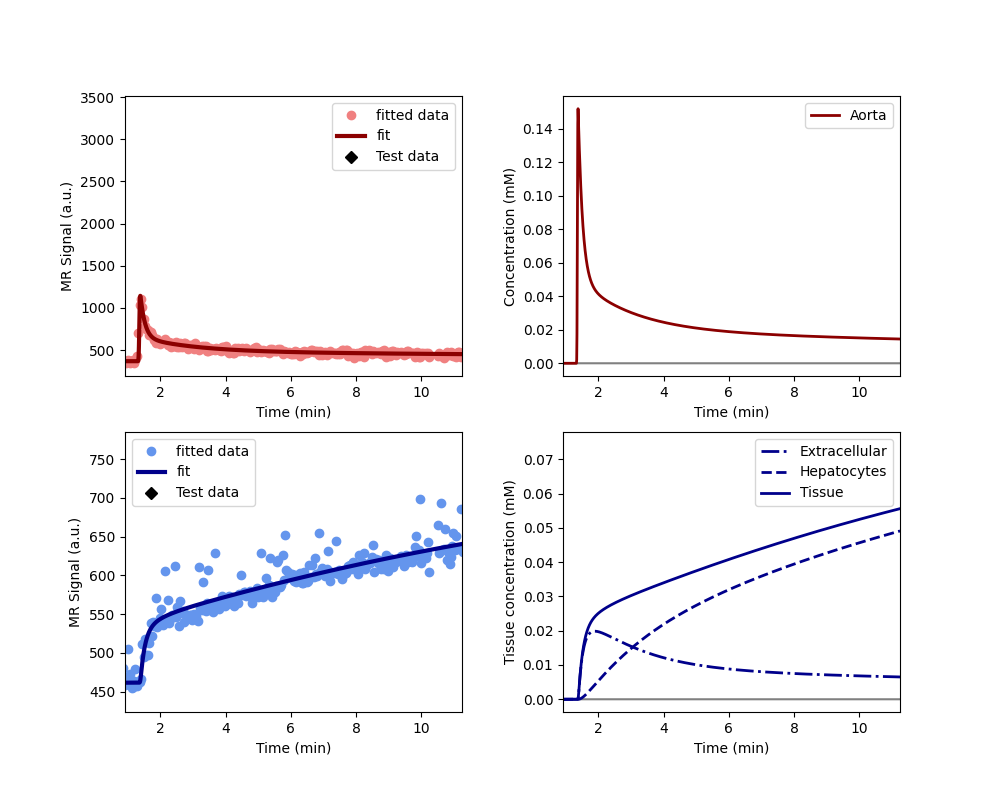 3500
3000
2500
2000
1500
1000
500
MR Signal (a.u.)
fitted data
fit
Test data
2 4 6 8 10
Time (min)
0.14
0.12
0.10
0.08
0.06
0.04
0.02
0.00
Concentration (mM)
Aorta
2 4 6 8 10
Time (min)
750
700
650
600
550
500
450
MR Signal (a.u.)
fitted data
fit
Test data
2 4 6 8 10
Time (min)
0.07
0.06
0.05
0.04
0.03
0.02
0.01
0.00
Tissue concentration (mM)
Extracellular
Hepatocytes
Tissue
2 4 6 8 10
Time (min)